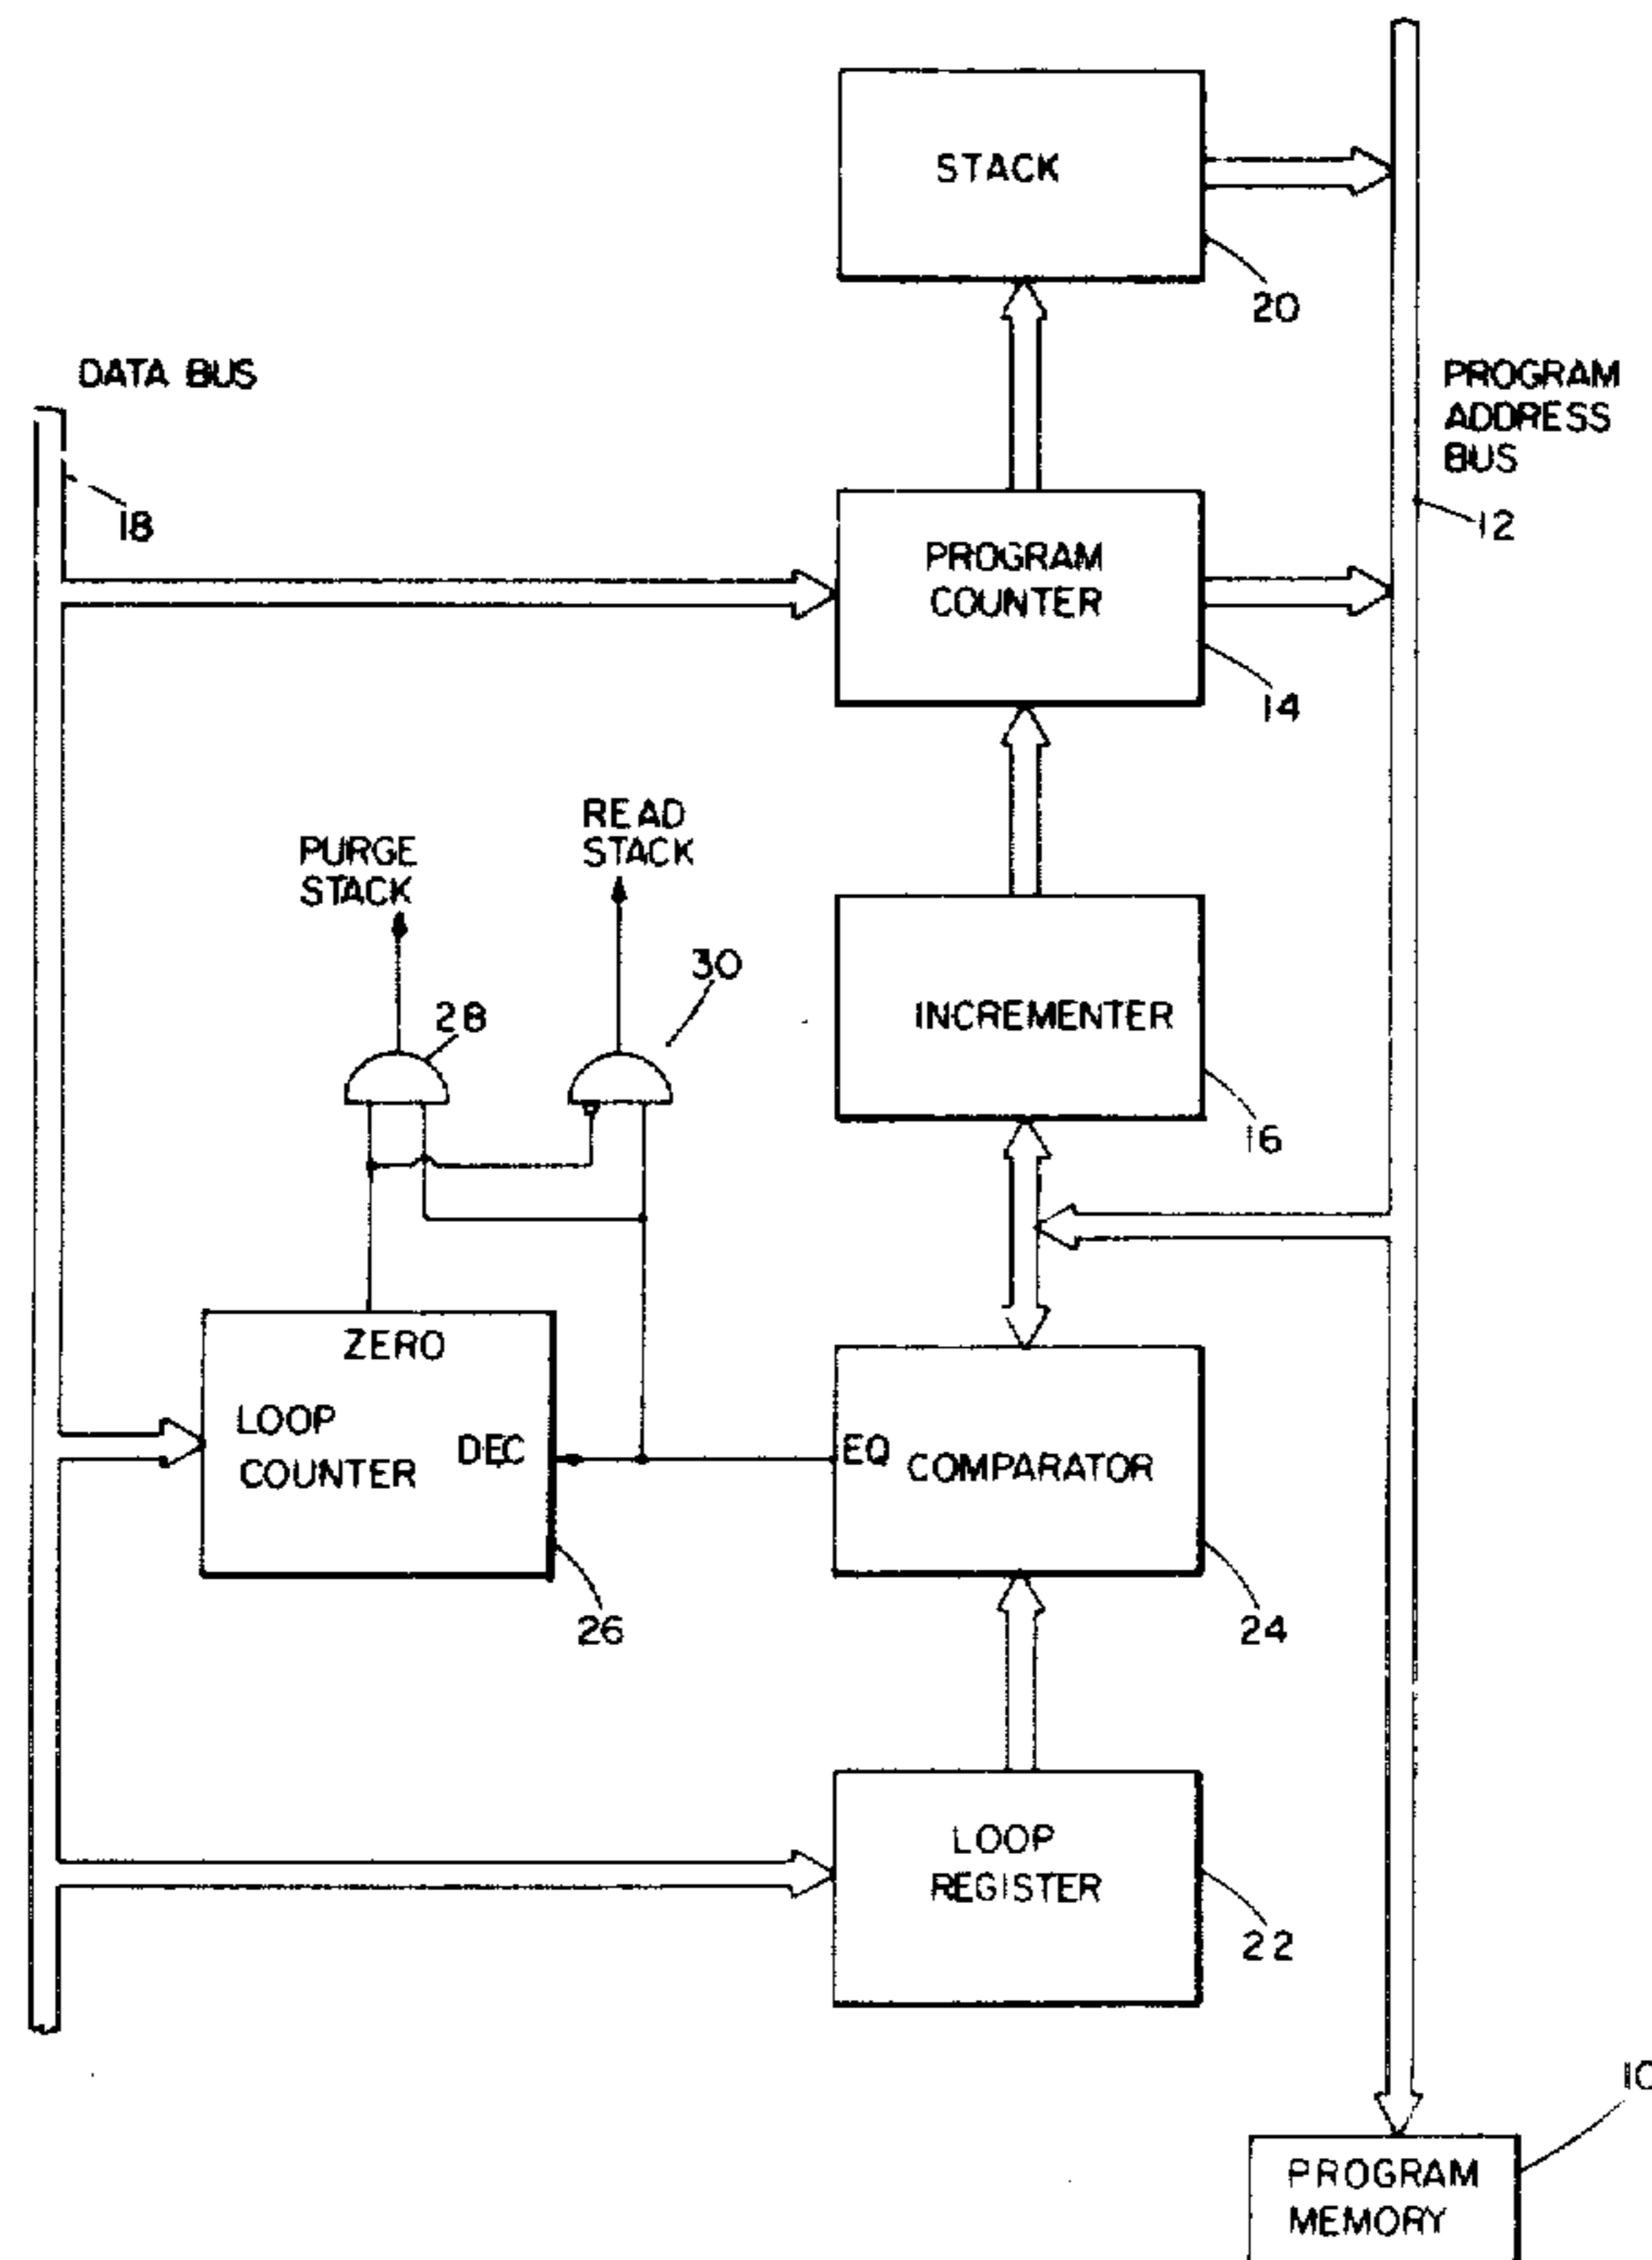 STACK
20
DATA BUS
18
PROGRAM
ADDRESS
BUS
12
PROGRAM
COUNTER
14
PURGE
STACK
READ
STACK
30
28
INCREMENTER
16
ZERO
LOOP
COUNTER
DEC
EQ
COMPARATOR
26
24
LOOP
REGISTER
22
10
PROGRAM
MEMORY